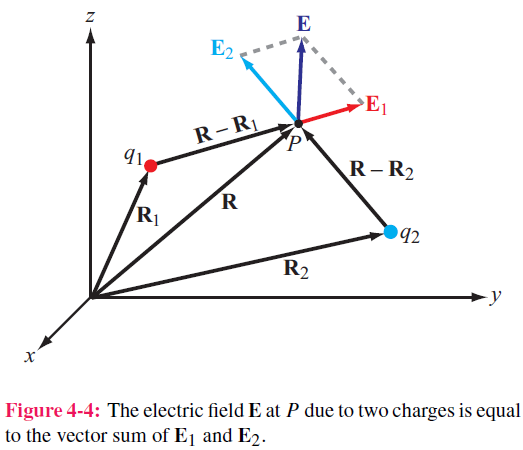 z
E
E₂
E₁
R – R₁
P
q₁
R – R₂
R₁
R
q₂
R₂
y
x
Figure 4-4: The electric field E at P due to two charges is equal
to the vector sum of E₁ and E₂.